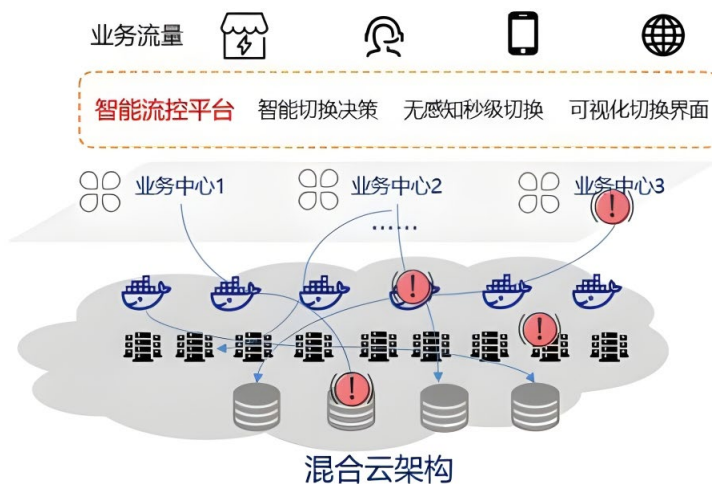 业务流量
智能流控平台 智能切换决策 无感知秒级切换 可视化切换界面
业务中心1 业务中心2 业务中心3
……
混合云架构